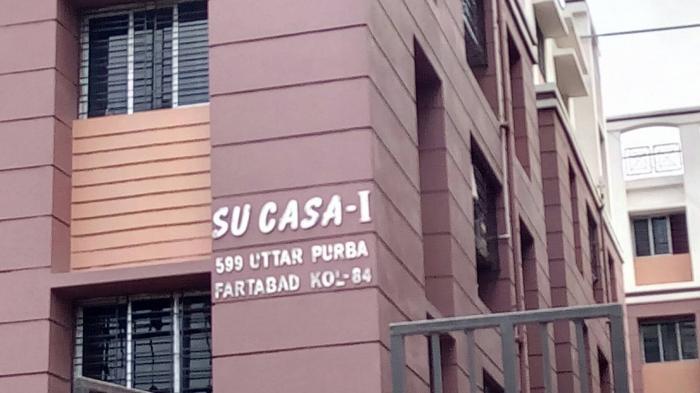 SU CASA-I
599 UTTAR PURBA
FARTABAD KOL-84